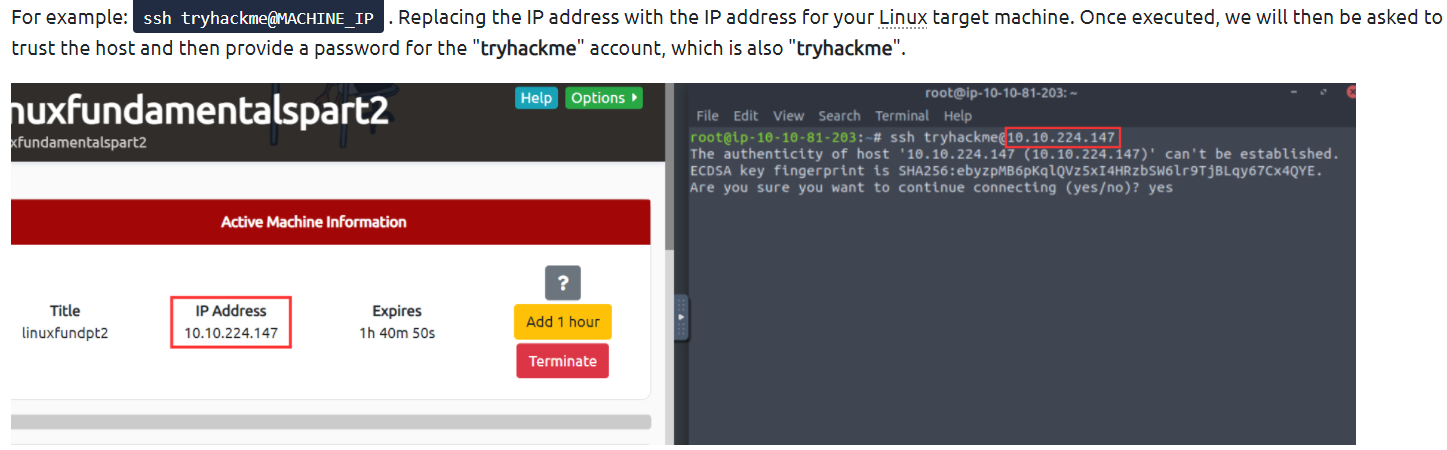 For example: ssh tryhackme@MACHINE_IP . Replacing the IP address with the IP address for your Linux target machine. Once executed, we will then be asked to
trust the host and then provide a password for the "tryhackme" account, which is also "tryhackme".
nuxfundamentalspart2
xfundamentalspart2
Help Options
Active Machine Information
Title
linuxfundpt2
IP Address
10.10.224.147
Expires
1h 40m 50s
?
Add 1 hour
Terminate
root@ip-10-10-81-203: ~
File Edit View Search Terminal Help
root@ip-10-10-81-203:~# ssh tryhackme@10.10.224.147
The authenticity of host '10.10.224.147 (10.10.224.147)' can't be established.
ECDSA key fingerprint is SHA256:ebyzpMB6pKqlQVz5xI4HRzbSW6lr9TjBLqy67Cx4QYE.
Are you sure you want to continue connecting (yes/no)? yes